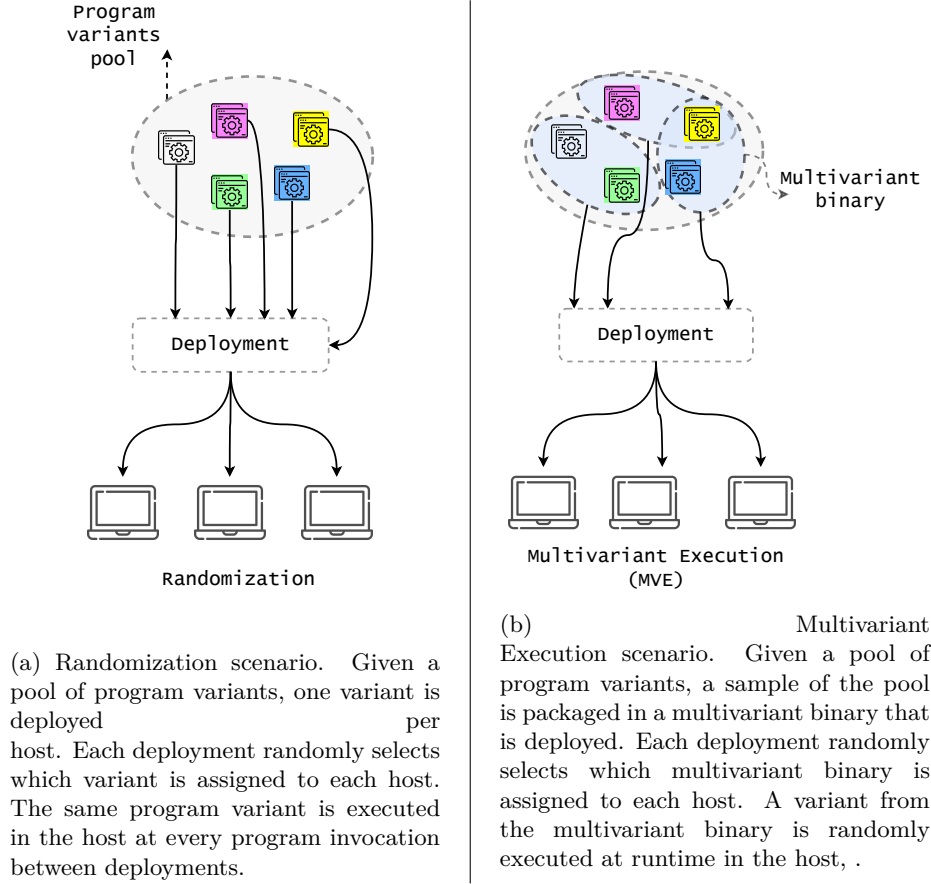 Program
variants
pool
Deployment
Randomization
(a) Randomization scenario. Given a
pool of program variants, one variant is
deployed per
host. Each deployment randomly selects
which variant is assigned to each host.
The same program variant is executed
in the host at every program invocation
between deployments.
Multivariant
binary
Deployment
Multivariant Execution
(MVE)
(b) Multivariant
Execution scenario. Given a pool of
program variants, a sample of the pool
is packaged in a multivariant binary that
is deployed. Each deployment randomly
selects which multivariant binary is
assigned to each host. A variant from
the multivariant binary is randomly
executed at runtime in the host, .